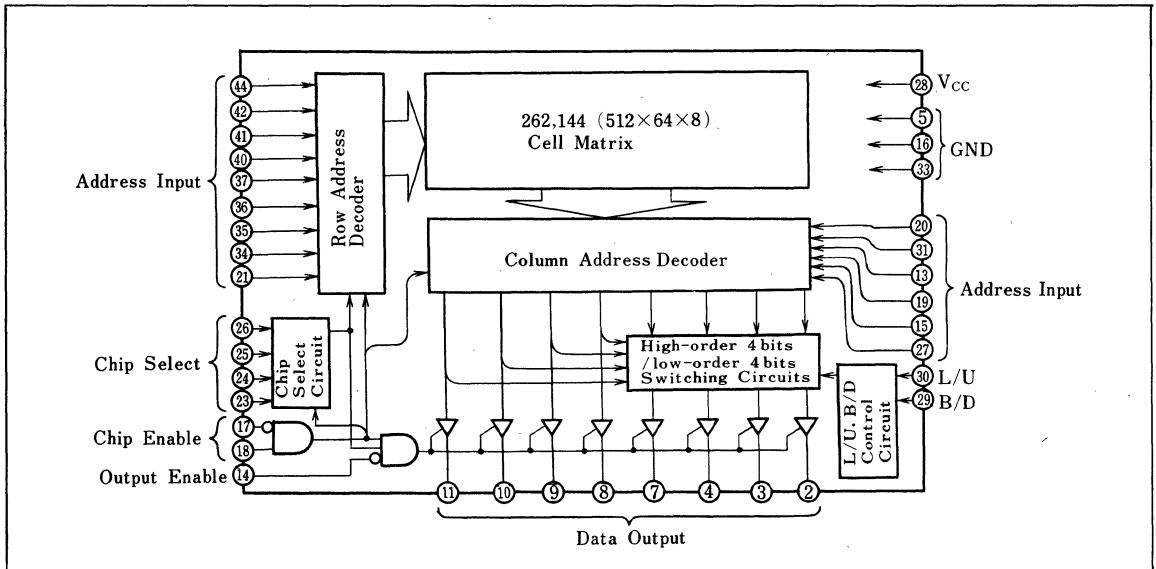 Address Input
44
42
41
40
37
36
35
34
21
Row Address
Decoder
262,144 (512×64×8)
Cell Matrix
28 VCC
5
16
33
GND
Column Address Decoder
20
31
13
19
15
27
Address Input
Chip Select
26
25
24
23
Chip
Select
Circuit
High-order 4 bits
/low-order 4 bits
Switching Circuits
30 L/U
29 B/D
L/U. B/D
Control
Circuit
Chip Enable
17
18
Output Enable 14
11 10 9 8 7 4 3 2
Data Output